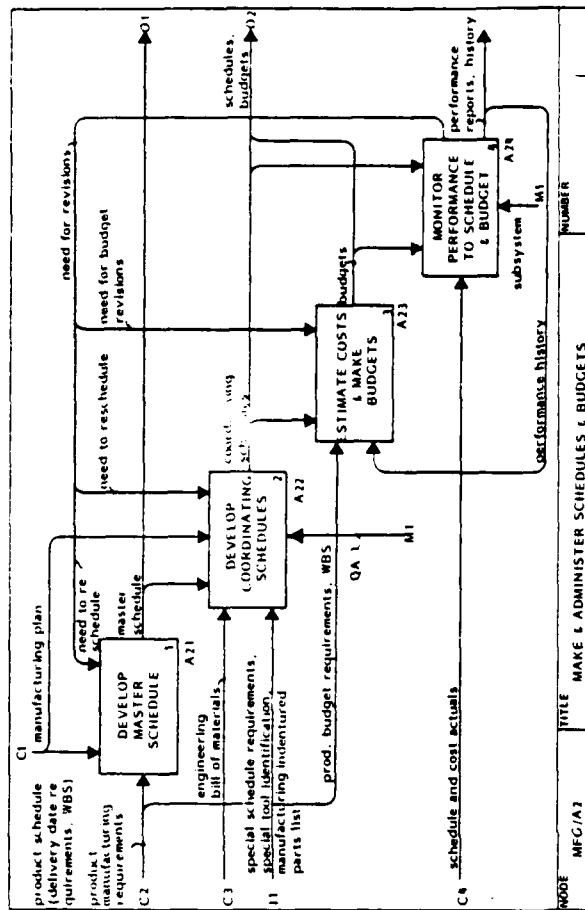 C1
manufacturing plan
product schedule
(delivery date re
quirements, WBS)
product
manufacturing
requirements
C2
C3
I1
C4
need to re
schedule
master
schedule
need to reschedule
need for revisions
need for budget
revisions
O1
O2
schedules,
budgets
DEVELOP
MASTER
SCHEDULE
1
A21
engineering
bill of materials
special schedule requirements,
special tool identification,
manufacturing indentured
parts list
DEVELOP
COORDINATING
SCHEDULES
2
A22
M1
QA
prod. budget requirements, WBS
ESTIMATE COSTS
& MAKE
BUDGETS
3
A23
budgets
MONITOR
PERFORMANCE
TO SCHEDULE
& BUDGET
4
A24
performance
reports, history
M1
subsystem
performance history
schedule and cost actuals
NODE
MFG/A2
TITLE
MAKE & ADMINISTER SCHEDULES & BUDGETS
NUMBER